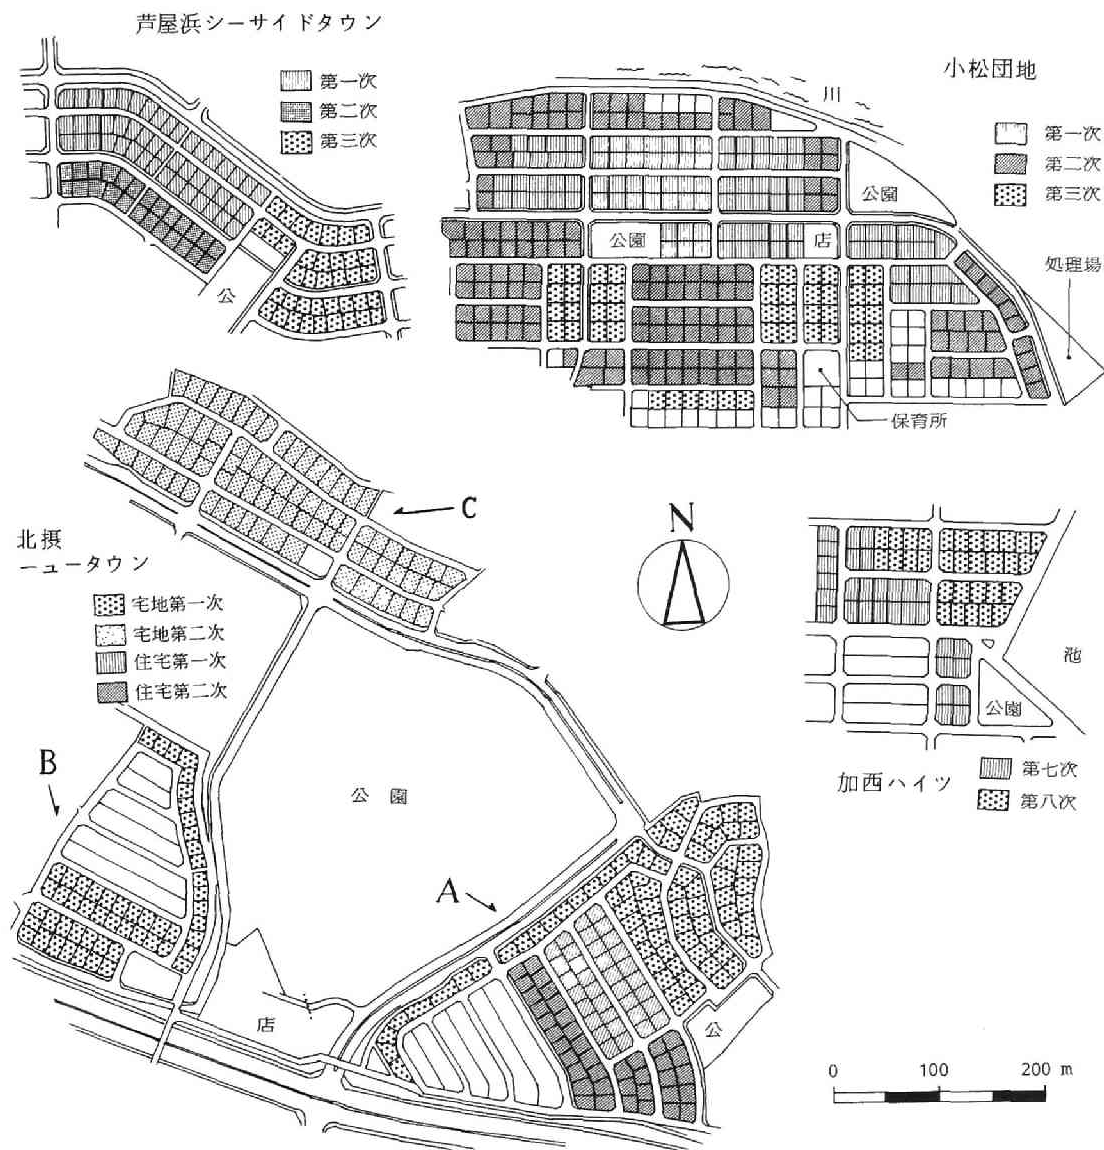 芦屋浜シーサイドタウン
第一次
第二次
第三次
公
小松団地
川
第一次
第二次
第三次
公園
公園
店
処理場
保育所
C
N
北摂
ニュータウン
宅地第一次
宅地第二次
住宅第一次
住宅第二次
B
公園
A
店
公
池
公園
加西ハイツ
第七次
第八次
0 100 200 m